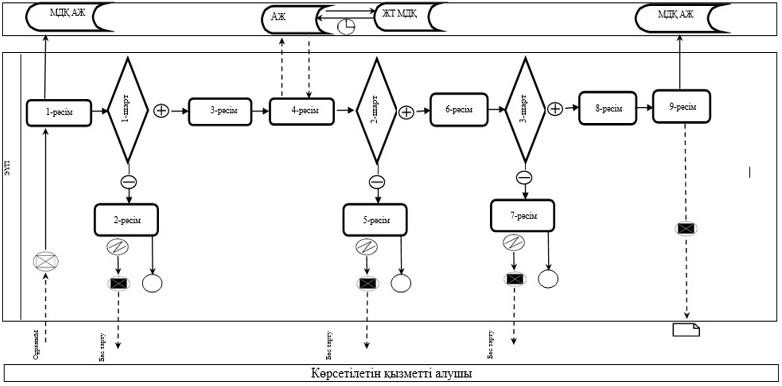 МДҚ АЖ
АЖ
ЖТ МДҚ
МДҚ АЖ
ЭҮП
1-рәсім
1-шарт
3-рәсім
4-рәсім
2-шарт
6-рәсім
3-шарт
8-рәсім
9-рәсім
2-рәсім
5-рәсім
7-рәсім
Сұраным
Бас тарту
Бас тарту
Бас тарту
Көрсетілетін қызметті алушы